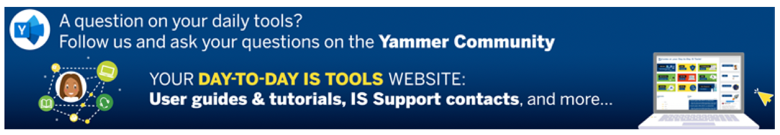 Y
A question on your daily tools?
Follow us and ask your questions on the Yammer Community
YOUR DAY-TO-DAY IS TOOLS WEBSITE:
User guides & tutorials, IS Support contacts, and more...